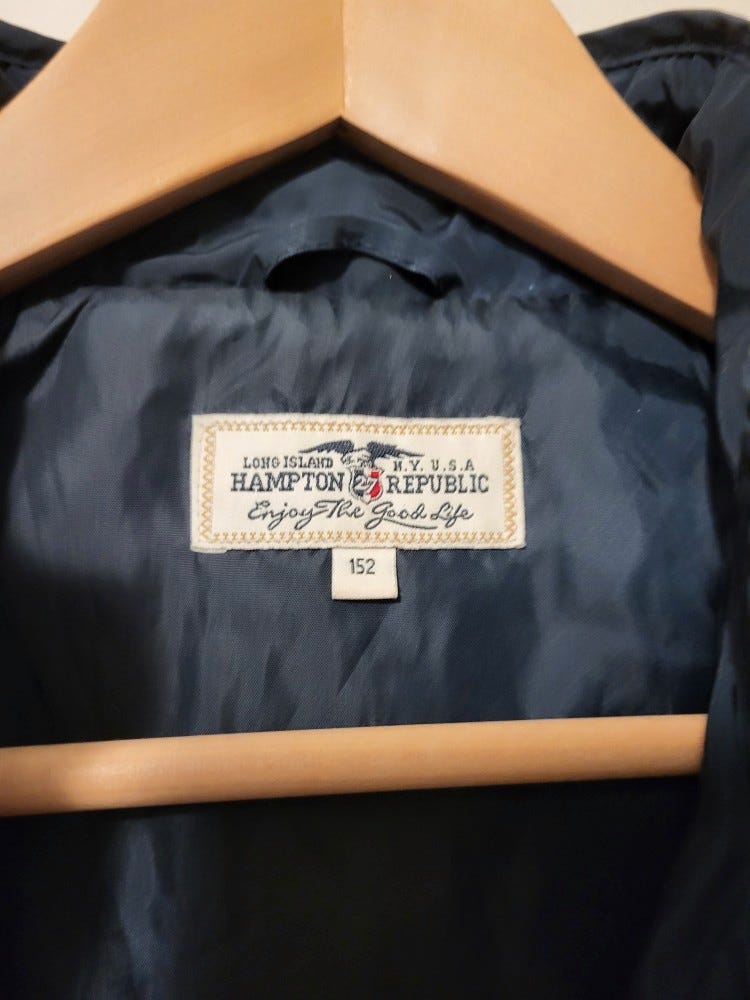 LONG ISLAND N.Y. U.S.A
HAMPTON 27 REPUBLIC
Enjoy The Good Life
152